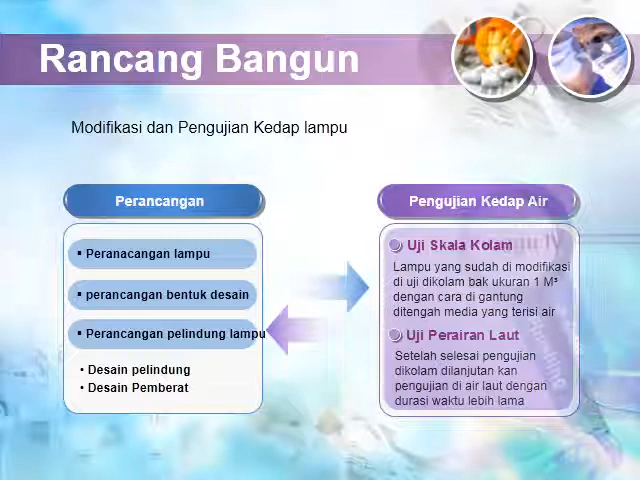 Rancang Bangun
Modifikasi dan Pengujian Kedap lampu
Perancangan
▪ Peranacangan lampu
▪ perancangan bentuk desain
▪ Perancangan pelindung lampu
• Desain pelindung
• Desain Pemberat
Pengujian Kedap Air
Uji Skala Kolam
Lampu yang sudah di modifikasi
di uji dikolam bak ukuran 1 M³
dengan cara di gantung
ditengah media yang terisi air
Uji Perairan Laut
Setelah selesai pengujian
dikolam dilanjutan kan
pengujian di air laut dengan
durasi waktu lebih lama